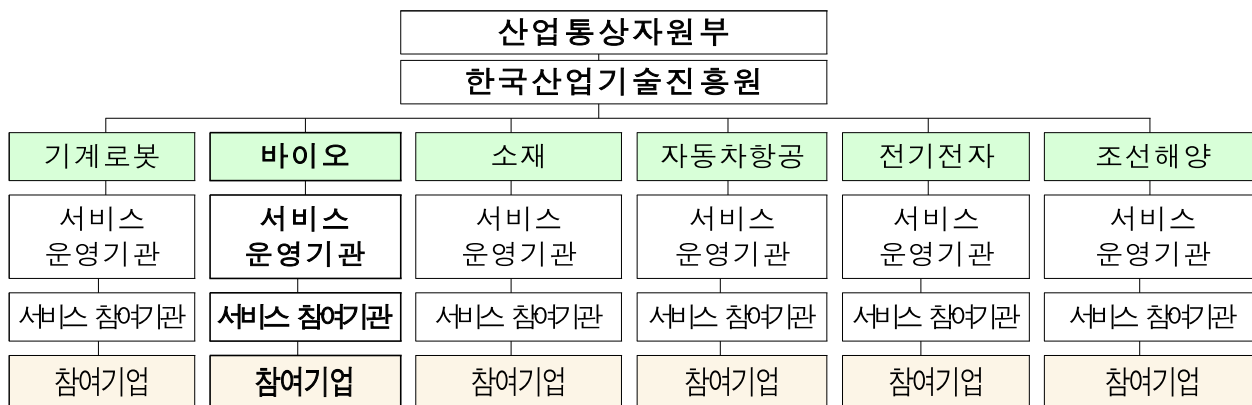 산업통상자원부
한국산업기술진흥원
기계로봇 바이오 소재 자동차항공 전기전자 조선해양
서비스 서비스 서비스 서비스 서비스 서비스
운영기관 운영기관 운영기관 운영기관 운영기관 운영기관
서비스 참여기관 서비스 참여기관 서비스 참여기관 서비스 참여기관 서비스 참여기관 서비스 참여기관
참여기업 참여기업 참여기업 참여기업 참여기업 참여기업